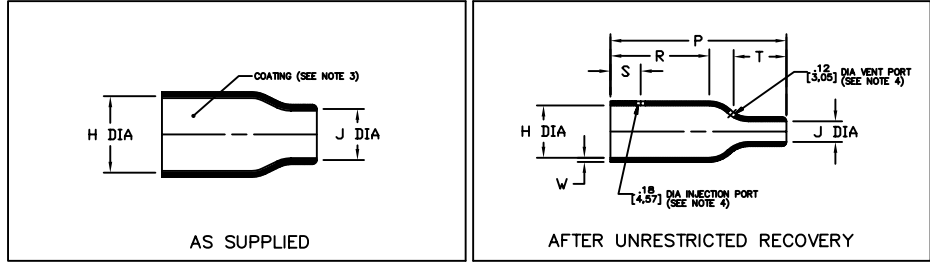 COATING (SEE NOTE 3)
H DIA
J DIA
AS SUPPLIED
P
R
T
S
.12
[3,05] DIA VENT PORT
(SEE NOTE 4)
H DIA
J DIA
W
.18
[4,57] DIA INJECTION PORT
(SEE NOTE 4)
AFTER UNRESTRICTED RECOVERY